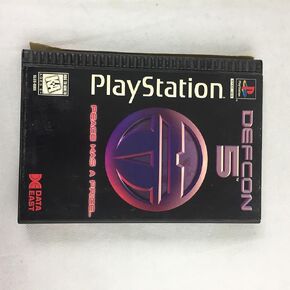 PlayStation
DEFCON
5
PEACE HAS A PRICE...
DATA
EAST